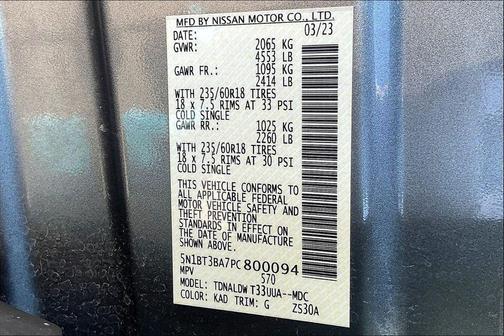 MFD BY NISSAN MOTOR CO., LTD.
DATE: 03/23
GVWR: 2065 KG
4553 LB
GAWR FR.: 1095 KG
2414 LB
WITH 235/60R18 TIRES
18 x 7.5 RIMS AT 33 PSI
COLD SINGLE
GAWR RR.: 1025 KG
2260 LB
WITH 235/60R18 TIRES
18 x 7.5 RIMS AT 30 PSI
COLD SINGLE
THIS VEHICLE CONFORMS TO
ALL APPLICABLE FEDERAL
MOTOR VEHICLE SAFETY AND
THEFT PREVENTION
STANDARDS IN EFFECT ON
THE DATE OF MANUFACTURE
SHOWN ABOVE.
5N1BT3BA7PC800094
MPV 570
MODEL: TDNALDW T33UUA--MDC
COLOR: KAD TRIM: G ZS30A